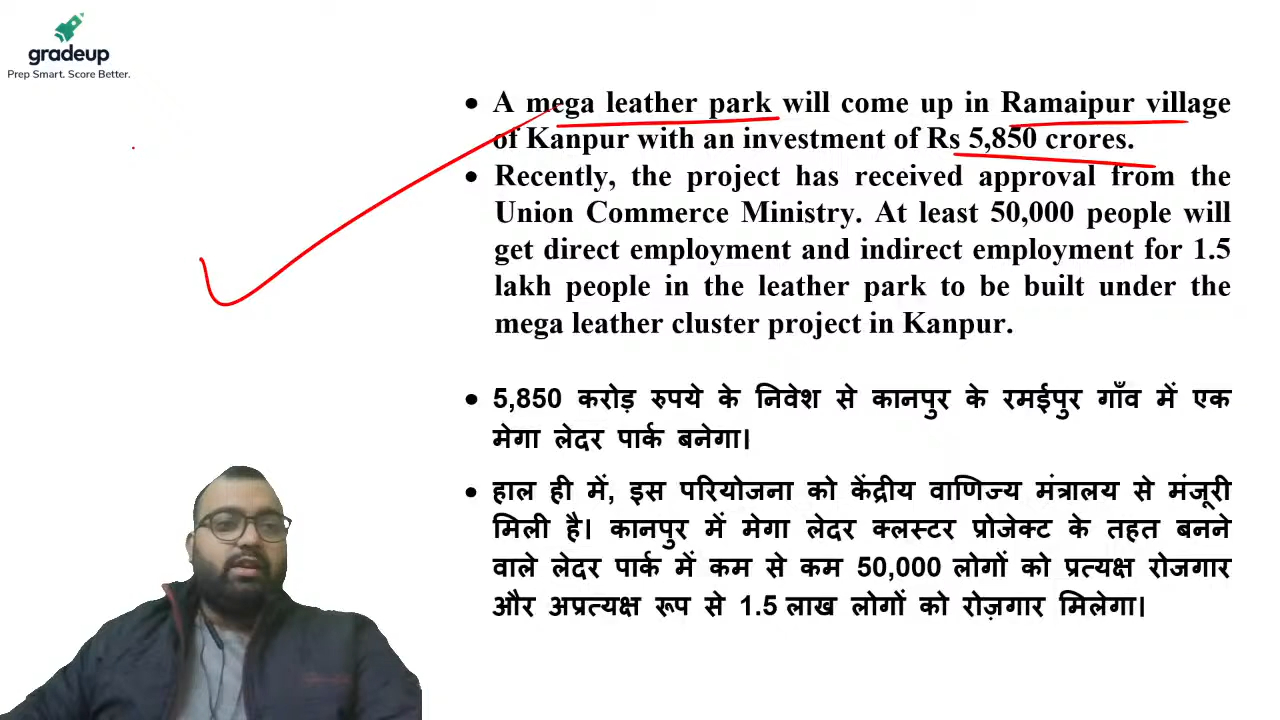 gradeup
Prep Smart. Score Better.
• A mega leather park will come up in Ramaipur village
of Kanpur with an investment of Rs 5,850 crores.
• Recently, the project has received approval from the
Union Commerce Ministry. At least 50,000 people will
get direct employment and indirect employment for 1.5
lakh people in the leather park to be built under the
mega leather cluster project in Kanpur.
• 5,850 करोड़ रुपये के निवेश से कानपुर के रमईपुर गाँव में एक
मेगा लेदर पार्क बनेगा।
• हाल ही में, इस परियोजना को केंद्रीय वाणिज्य मंत्रालय से मंजूरी
मिली है। कानपुर में मेगा लेदर क्लस्टर प्रोजेक्ट के तहत बनने
वाले लेदर पार्क में कम से कम 50,000 लोगों को प्रत्यक्ष रोजगार
और अप्रत्यक्ष रूप से 1.5 लाख लोगों को रोज़गार मिलेगा।